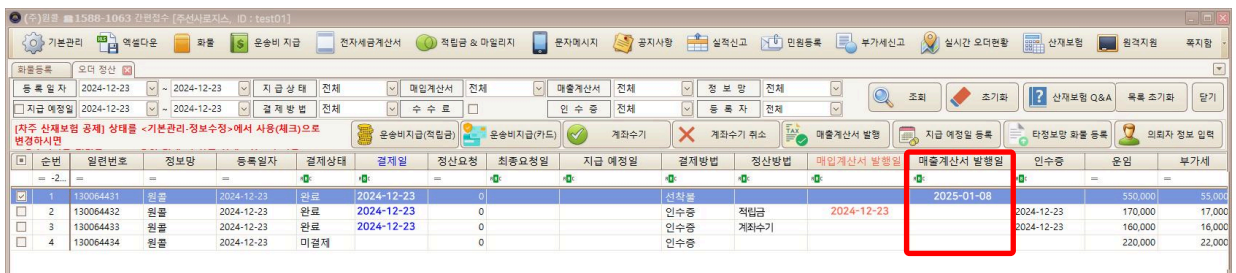 (주)원콜 ☎1588-1063 간편접수 [주선사로지스, ID : test01]
기본관리 엑셀다운 화물 운송비 지급 전자세금계산서 적립금 & 마일리지 문자메시지 공지사항 실적신고 민원등록 부가세신고 실시간 오더현황 산재보험 원격지원 쪽지함
화물등록 오더 정산
등 록 일 자 2024-12-23 ~ 2024-12-23 지 급 상 태 전체 매입계산서 전체 매출계산서 전체 정 보 망 전체 조회 초기화 산재보험 Q&A 목록 초기화 닫기
지급 예정일 2024-12-23 ~ 2024-12-23 결 제 방 법 전체 수 수 료 인 수 증 전체 등 록 자 전체
[차주 산재보험 공제] 상태를 <기본관리-정보수정>에서 사용(체크)으로
변경하시면
운송비지급(적립금) 운송비지급(카드) 계좌수기 계좌수기 취소 매출계산서 발행 지급 예정일 등록 타정보망 화물 등록 의뢰자 정보 입력
순번 일련번호 정보망 등록일자 결제상태 결제일 정산요청 최종요청일 지급 예정일 결제방법 정산방법 매입계산서 발행일 매출계산서 발행일 인수증 운임 부가세
= -2... = = = = = =
1 130064431 원콜 2024-12-23 완료 2024-12-23 0 선착불 2025-01-08 550,000 55,000
2 130064432 원콜 2024-12-23 완료 2024-12-23 0 인수증 적립금 2024-12-23 2024-12-23 170,000 17,000
3 130064433 원콜 2024-12-23 완료 2024-12-23 0 인수증 계좌수기 2024-12-23 160,000 16,000
4 130064434 원콜 2024-12-23 미결제 0 인수증 220,000 22,000